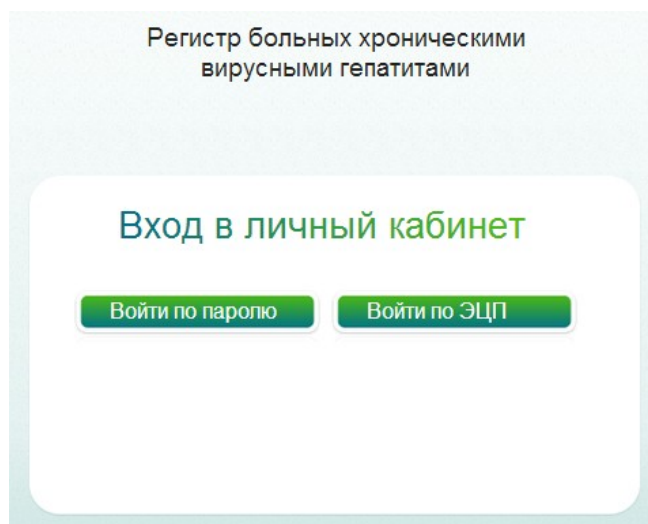 Регистр больных хроническими
вирусными гепатитами
Вход в личный кабинет
Войти по паролю
Войти по ЭЦП